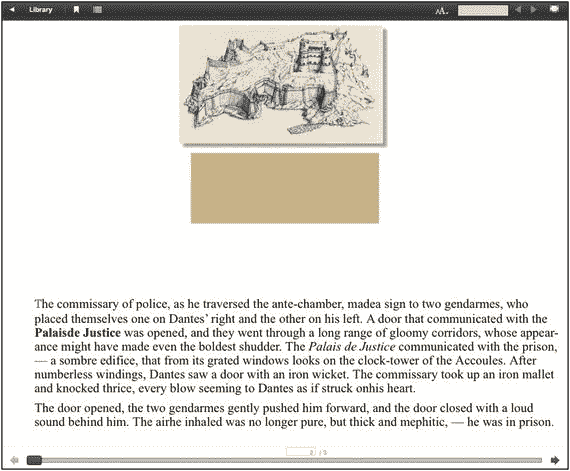 Library
AA
The commissary of police, as he traversed the ante-chamber, madea sign to two gendarmes, who
placed themselves one on Dantes' right and the other on his left. A door that communicated with the
Palaisde Justice was opened, and they went through a long range of gloomy corridors, whose appear-
ance might have made even the boldest shudder. The Palais de Justice communicated with the prison,
— a sombre edifice, that from its grated windows looks on the clock-tower of the Accoules. After
numberless windings, Dantes saw a door with an iron wicket. The commissary took up an iron mallet
and knocked thrice, every blow seeming to Dantes as if struck onhis heart.
The door opened, the two gendarmes gently pushed him forward, and the door closed with a loud
sound behind him. The airhe inhaled was no longer pure, but thick and mephitic, — he was in prison.
2 / 3